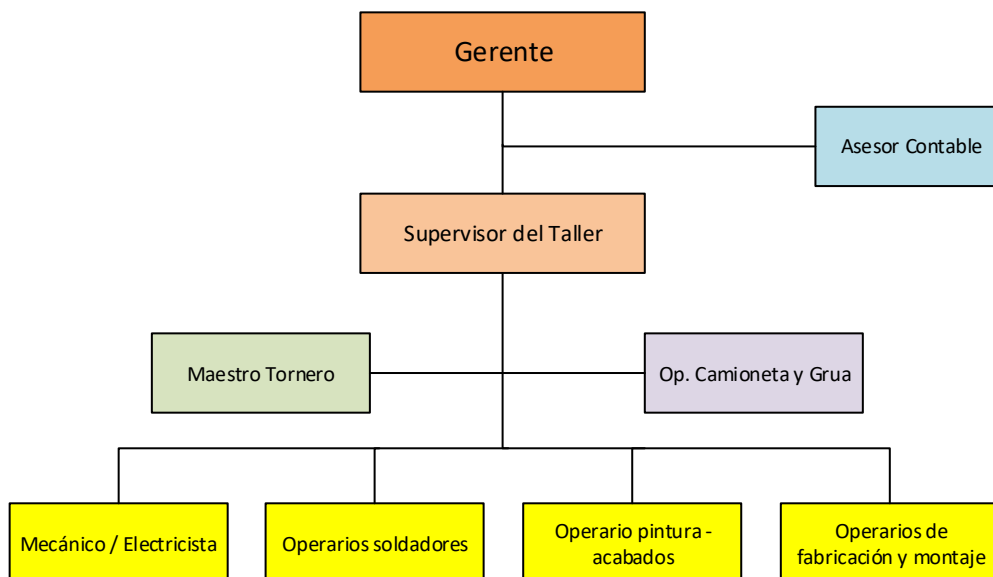 Gerente
Asesor Contable
Supervisor del Taller
Maestro Tornero
Op. Camioneta y Grua
Mecánico / Electricista
Operarios soldadores
Operario pintura -
acabados
Operarios de
fabricación y montaje